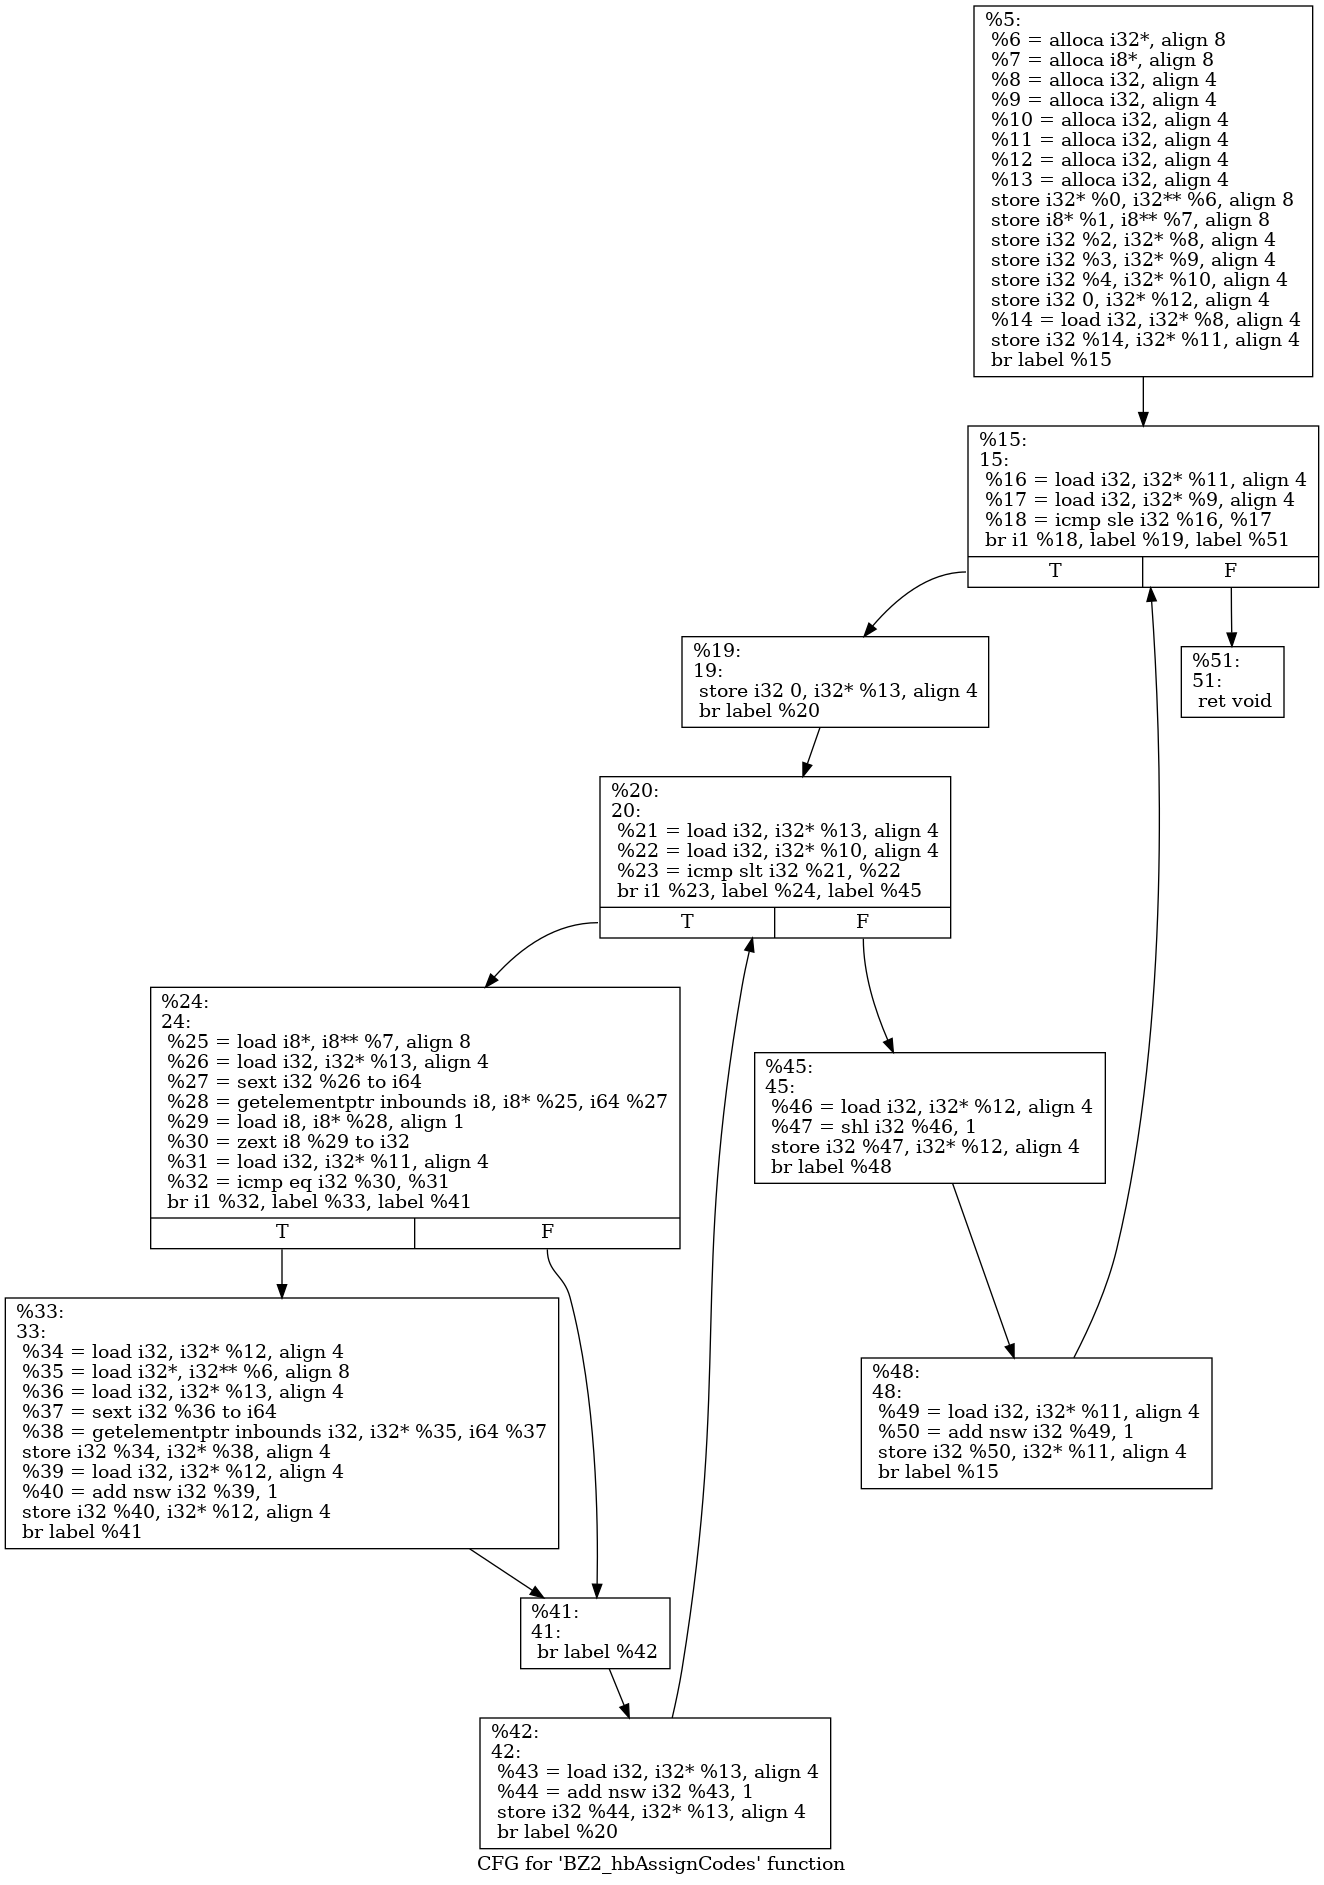 %5:
%6 = alloca i32*, align 8
%7 = alloca i8*, align 8
%8 = alloca i32, align 4
%9 = alloca i32, align 4
%10 = alloca i32, align 4
%11 = alloca i32, align 4
%12 = alloca i32, align 4
%13 = alloca i32, align 4
store i32* %0, i32** %6, align 8
store i8* %1, i8** %7, align 8
store i32 %2, i32* %8, align 4
store i32 %3, i32* %9, align 4
store i32 %4, i32* %10, align 4
store i32 0, i32* %12, align 4
%14 = load i32, i32* %8, align 4
store i32 %14, i32* %11, align 4
br label %15
%15:
15:
%16 = load i32, i32* %11, align 4
%17 = load i32, i32* %9, align 4
%18 = icmp sle i32 %16, %17
br i1 %18, label %19, label %51
T
F
%19:
19:
store i32 0, i32* %13, align 4
br label %20
%51:
51:
ret void
%20:
20:
%21 = load i32, i32* %13, align 4
%22 = load i32, i32* %10, align 4
%23 = icmp slt i32 %21, %22
br i1 %23, label %24, label %45
T
F
%24:
24:
%25 = load i8*, i8** %7, align 8
%26 = load i32, i32* %13, align 4
%27 = sext i32 %26 to i64
%28 = getelementptr inbounds i8, i8* %25, i64 %27
%29 = load i8, i8* %28, align 1
%30 = zext i8 %29 to i32
%31 = load i32, i32* %11, align 4
%32 = icmp eq i32 %30, %31
br i1 %32, label %33, label %41
T
F
%45:
45:
%46 = load i32, i32* %12, align 4
%47 = shl i32 %46, 1
store i32 %47, i32* %12, align 4
br label %48
%33:
33:
%34 = load i32, i32* %12, align 4
%35 = load i32*, i32** %6, align 8
%36 = load i32, i32* %13, align 4
%37 = sext i32 %36 to i64
%38 = getelementptr inbounds i32, i32* %35, i64 %37
store i32 %34, i32* %38, align 4
%39 = load i32, i32* %12, align 4
%40 = add nsw i32 %39, 1
store i32 %40, i32* %12, align 4
br label %41
%48:
48:
%49 = load i32, i32* %11, align 4
%50 = add nsw i32 %49, 1
store i32 %50, i32* %11, align 4
br label %15
%41:
41:
br label %42
%42:
42:
%43 = load i32, i32* %13, align 4
%44 = add nsw i32 %43, 1
store i32 %44, i32* %13, align 4
br label %20
CFG for 'BZ2_hbAssignCodes' function